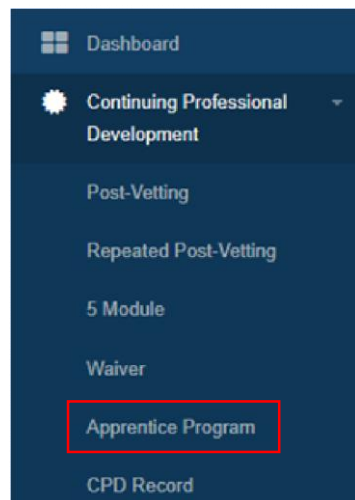 Dashboard
Continuing Professional
Development
Post-Vetting
Repeated Post-Vetting
5 Module
Waiver
Apprentice Program
CPD Record